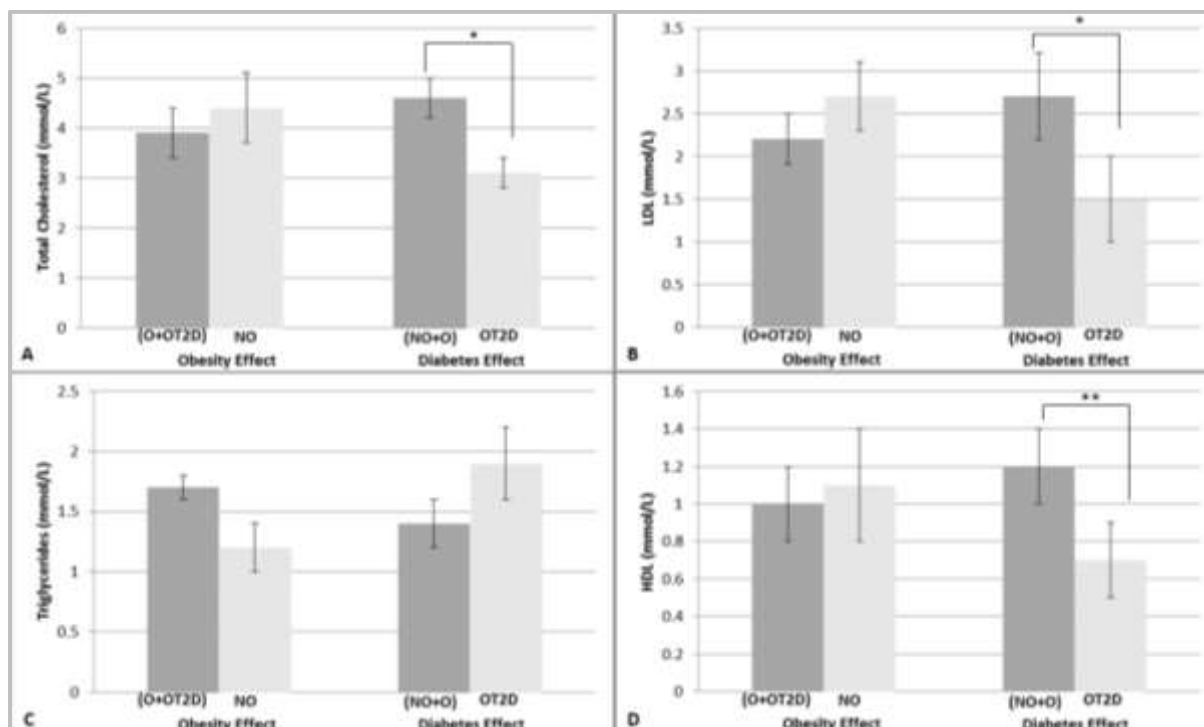 6
5
4
3
2
1
0
Total Cholesterol (mmol/L)
*
(O+OT2D) NO (NO+O) OT2D
A Obesity Effect Diabetes Effect
3.5
3
2.5
2
1.5
1
0.5
0
LDL (mmol/L)
*
(O+OT2D) NO (NO+O) OT2D
B Obesity Effect Diabetes Effect
2.5
2
1.5
1
0.5
0
Triglycerides (mmol/L)
(O+OT2D) NO (NO+O) OT2D
C Obesity Effect Diabetes Effect
1.6
1.4
1.2
1
0.8
0.6
0.4
0.2
0
HDL (mmol/L)
**
(O+OT2D) NO (NO+O) OT2D
D Obesity Effect Diabetes Effect